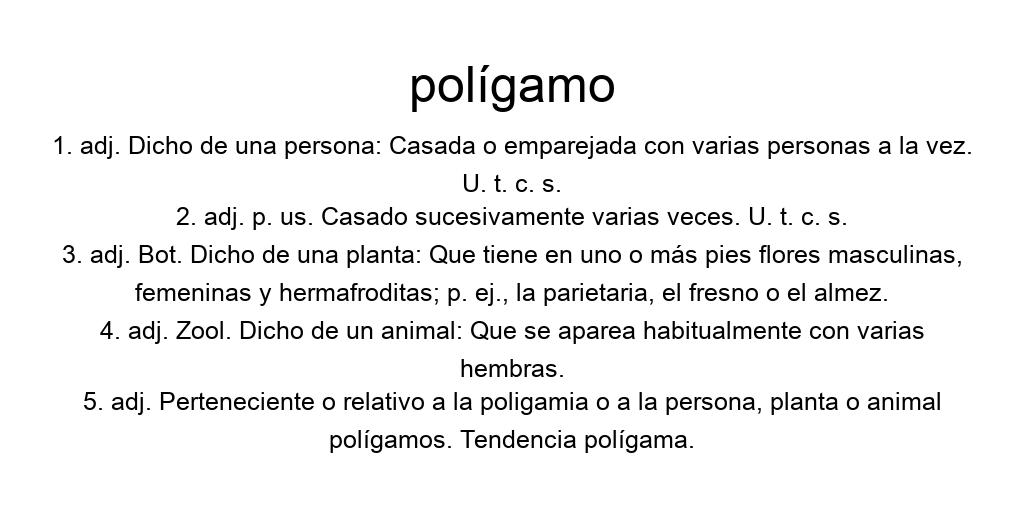 polígamo
1. adj. Dicho de una persona: Casada o emparejada con varias personas a la vez.
U. t. c. s.
2. adj. p. us. Casado sucesivamente varias veces. U. t. c. s.
3. adj. Bot. Dicho de una planta: Que tiene en uno o más pies flores masculinas,
femeninas y hermafroditas; p. ej., la parietaria, el fresno o el almez.
4. adj. Zool. Dicho de un animal: Que se aparea habitualmente con varias
hembras.
5. adj. Perteneciente o relativo a la poligamia o a la persona, planta o animal
polígamos. Tendencia polígama.